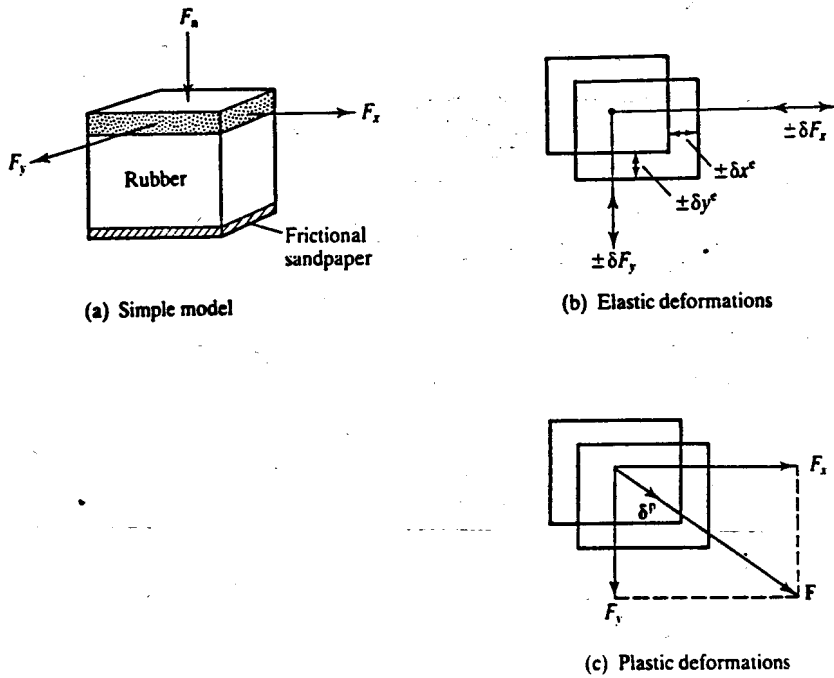 Fₙ
Fₓ
F_y
Rubber
Frictional
sandpaper
(a) Simple model
± δFₓ
± δxᵉ
± δyᵉ
± δF_y
(b) Elastic deformations
Fₓ
δᵖ
F
F_y
(c) Plastic deformations